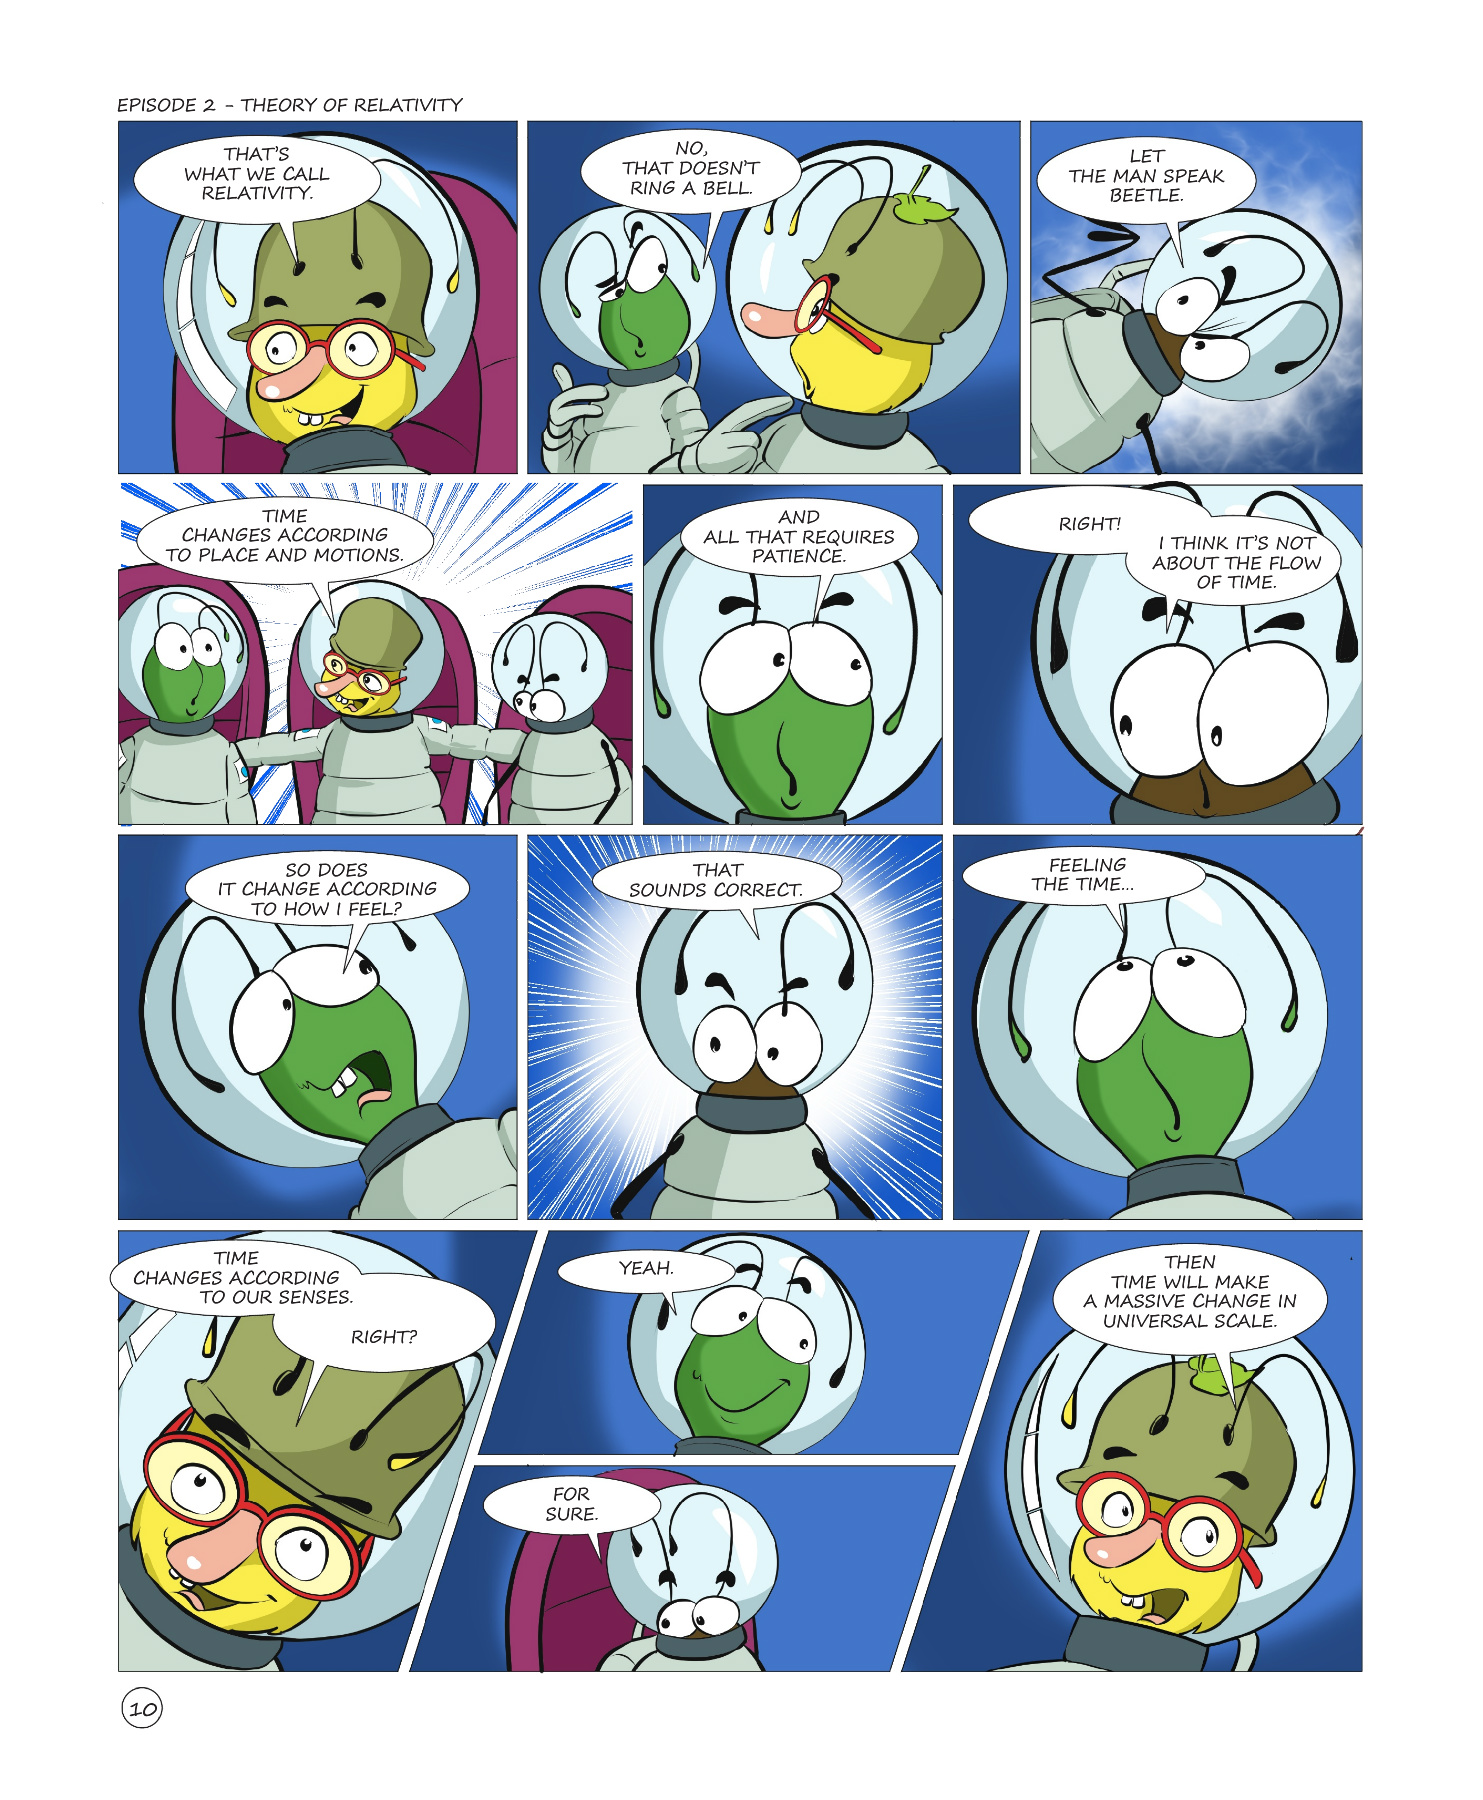 EPISODE 2 - THEORY OF RELATIVITY
THAT'S
WHAT WE CALL
RELATIVITY.
NO,
THAT DOESN'T
RING A BELL.
LET
THE MAN SPEAK
BEETLE.
TIME
CHANGES ACCORDING
TO PLACE AND MOTIONS.
AND
ALL THAT REQUIRES
PATIENCE.
RIGHT!
I THINK IT'S NOT
ABOUT THE FLOW
OF TIME.
SO DOES
IT CHANGE ACCORDING
TO HOW I FEEL?
THAT
SOUNDS CORRECT.
FEELING
THE TIME...
TIME
CHANGES ACCORDING
TO OUR SENSES.
RIGHT?
YEAH.
FOR
SURE.
THEN
TIME WILL MAKE
A MASSIVE CHANGE IN
UNIVERSAL SCALE.
10